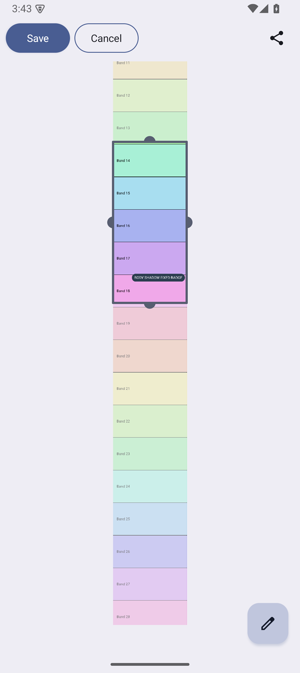 3:43
Save
Cancel
Band 11
Band 12
Band 13
Band 14
Band 15
Band 16
Band 17
Band 18
Band 19
Band 20
Band 21
Band 22
Band 23
Band 24
Band 25
Band 26
Band 27
Band 28